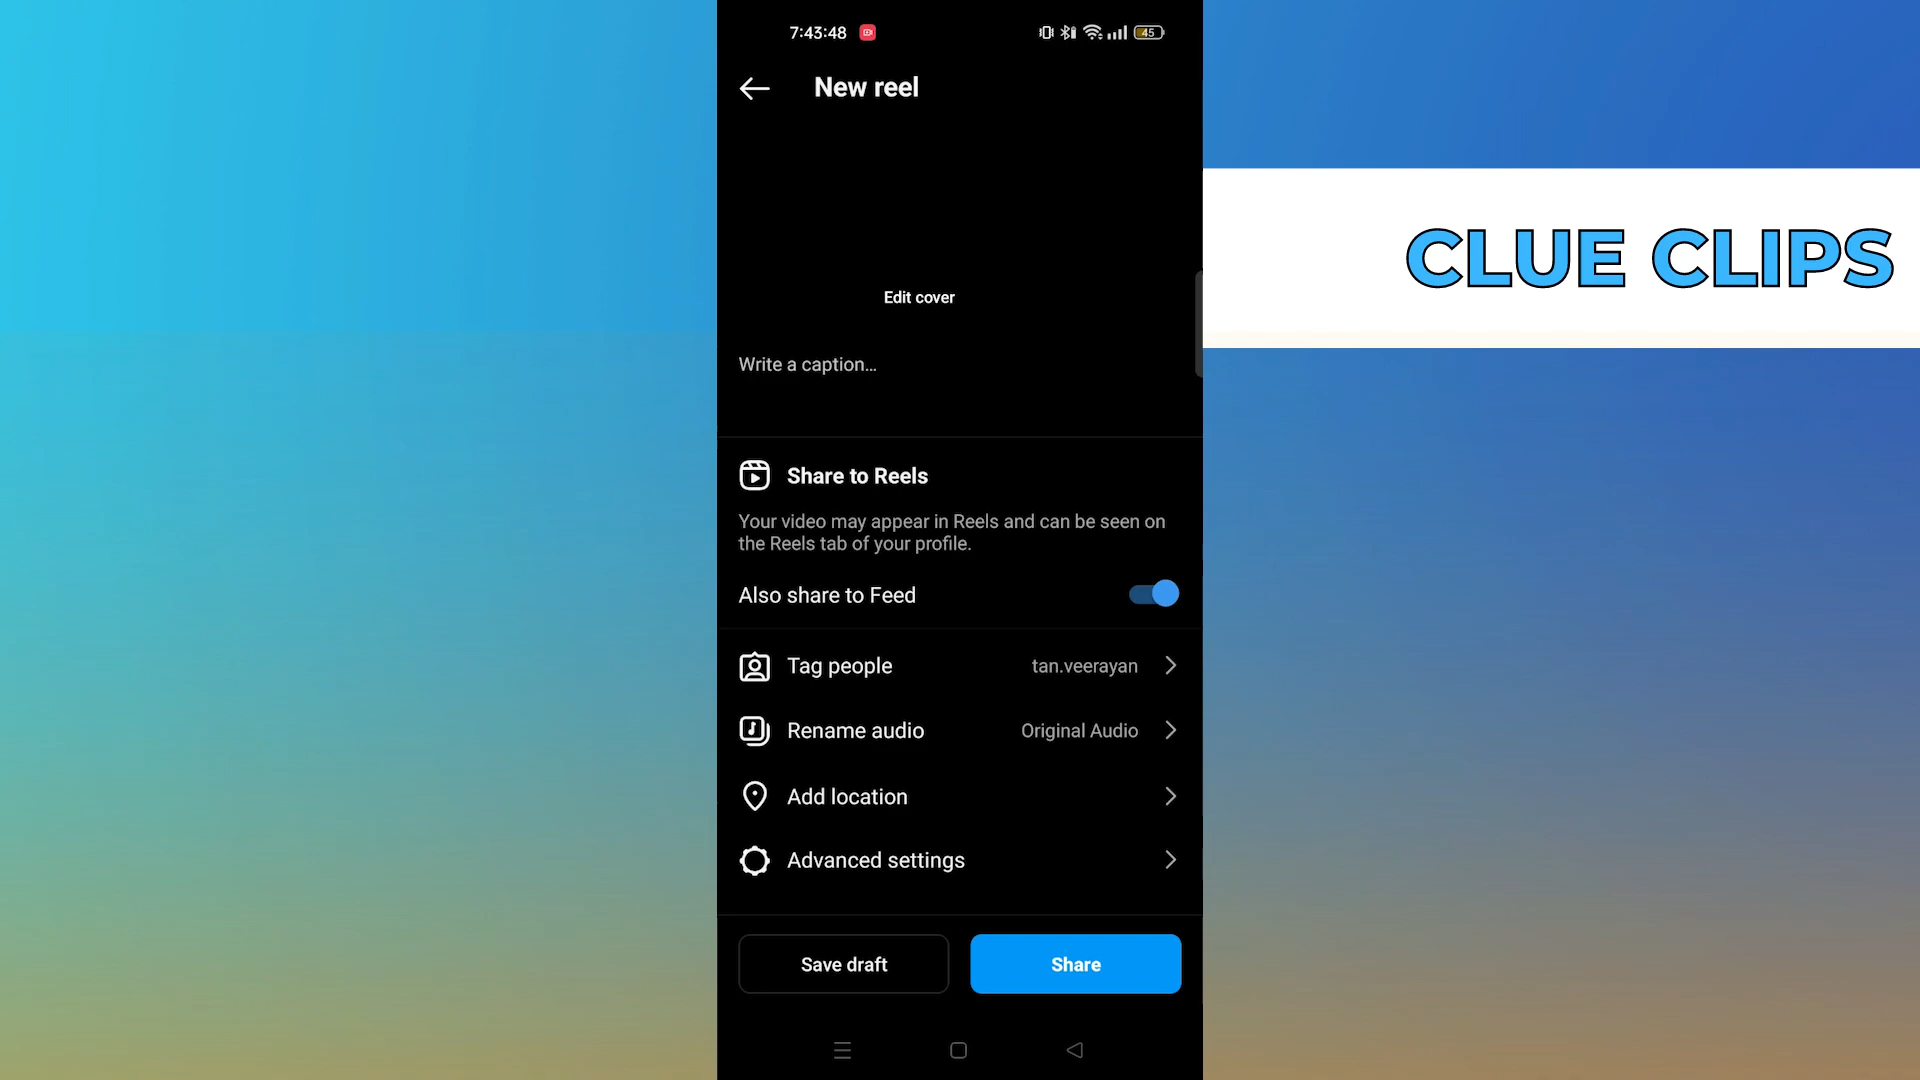 7:43:48
45
New reel
CLUE CLIPS
Edit cover
Write a caption...
Share to Reels
Your video may appear in Reels and can be seen on
the Reels tab of your profile.
Also share to Feed
Tag people tan.veerayan
Rename audio Original Audio
Add location
Advanced settings
Save draft Share